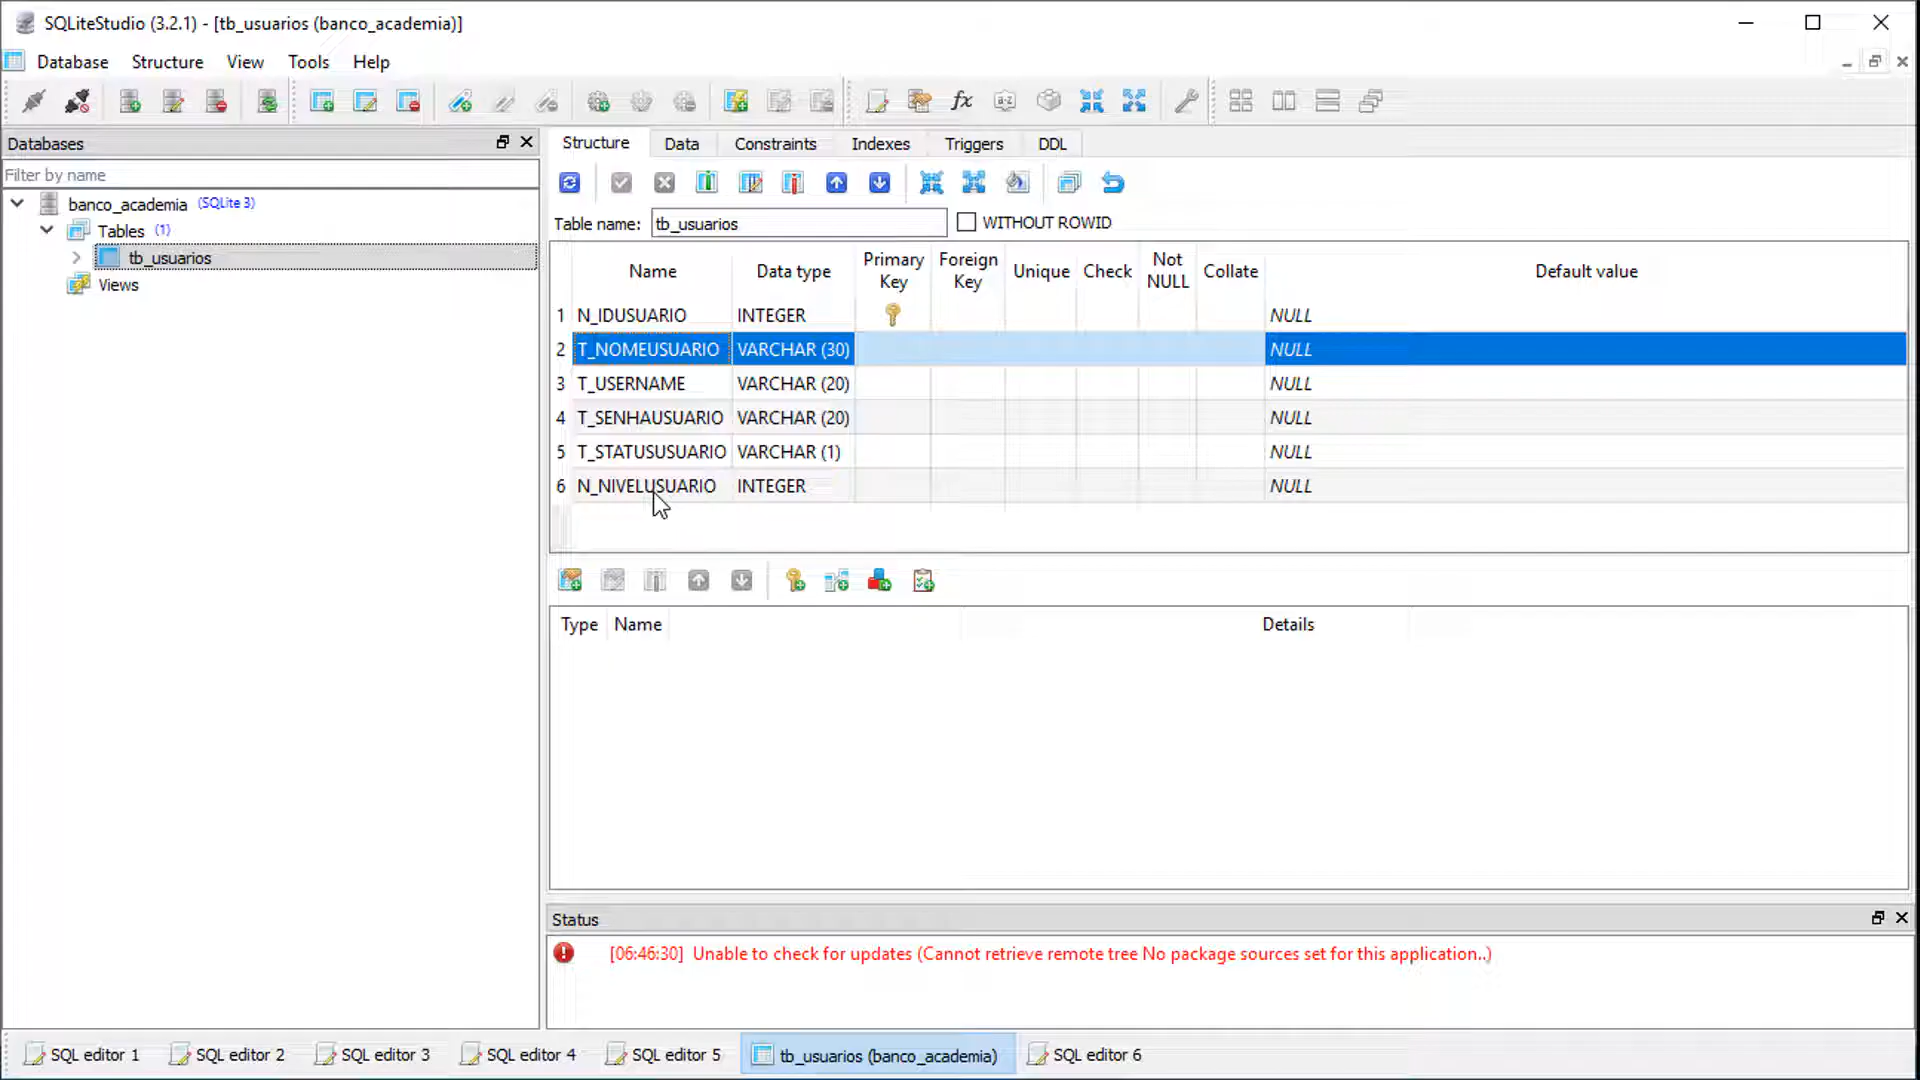 SQLiteStudio (3.2.1) - [tb_usuarios (banco_academia)]
Database Structure View Tools Help
Databases
Filter by name
banco_academia (SQLite 3)
Tables (1)
tb_usuarios
Views
Structure Data Constraints Indexes Triggers DDL
Table name: tb_usuarios WITHOUT ROWID
Name Data type Primary Key Foreign Key Unique Check Not NULL Collate Default value
1 N_IDUSUARIO INTEGER NULL
2 T_NOMEUSUARIO VARCHAR (30) NULL
3 T_USERNAME VARCHAR (20) NULL
4 T_SENHAUSUARIO VARCHAR (20) NULL
5 T_STATUSUSUARIO VARCHAR (1) NULL
6 N_NIVELUSUARIO INTEGER NULL
Type Name Details
Status
[06:46:30] Unable to check for updates (Cannot retrieve remote tree No package sources set for this application..)
SQL editor 1 SQL editor 2 SQL editor 3 SQL editor 4 SQL editor 5 tb_usuarios (banco_academia) SQL editor 6